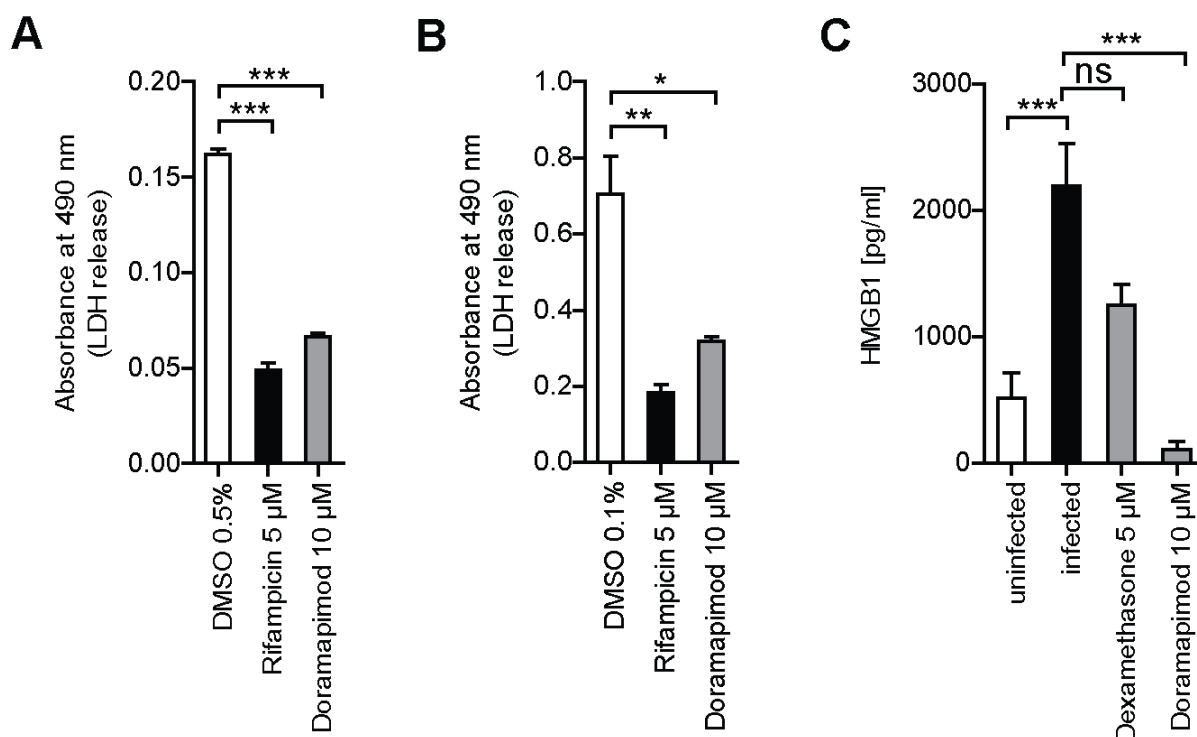 A
Absorbance at 490 nm
(LDH release)
0.20
0.15
0.10
0.05
0.00
***
***
DMSO 0.5%
Rifampicin 5 µM
Doramapimod 10 µM
B
Absorbance at 490 nm
(LDH release)
1.0
0.8
0.6
0.4
0.2
0.0
*
**
DMSO 0.1%
Rifampicin 5 µM
Doramapimod 10 µM
C
HMGB1 [pg/ml]
3000
2000
1000
0
***
ns
***
uninfected
infected
Dexamethasone 5 µM
Doramapimod 10 µM